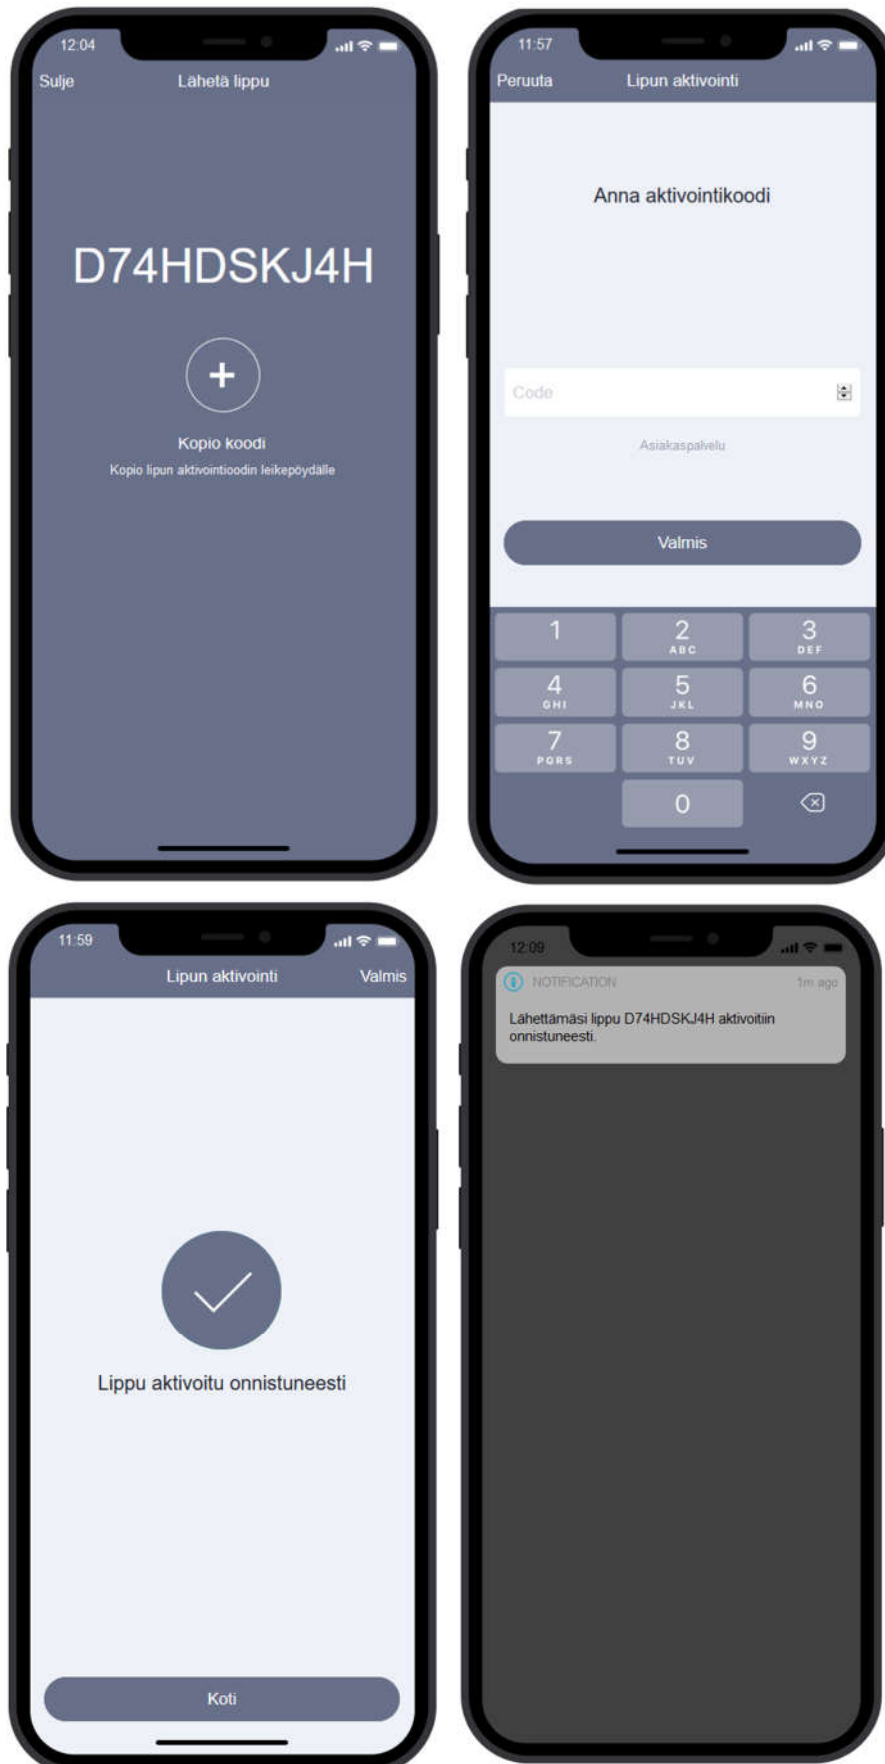 12:04
Sulje Lähetä lippu
D74HDSKJ4H
Kopio koodi
Kopio lipun aktivointioodin leikepöydälle
11:57
Peruuta Lipun aktivointi
Anna aktivointikoodi
Code
Asiakaspalvelu
Valmis
1 2 3
ABC DEF
4 5 6
GHI JKL MNO
7 8 9
PQRS TUV WXYZ
0
11:59
Lipun aktivointi Valmis
Lippu aktivoitu onnistuneesti
Koti
12:09
NOTIFICATION 1m ago
Lähettämäsi lippu D74HDSKJ4H aktivoitiin
onnistuneesti.